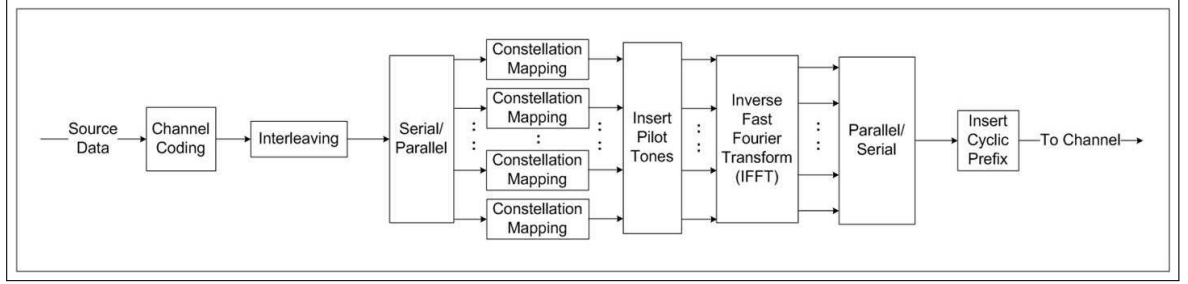 Source
Data
Channel
Coding
Interleaving
Serial/
Parallel
Constellation
Mapping
Constellation
Mapping
Constellation
Mapping
Constellation
Mapping
Insert
Pilot
Tones
Inverse
Fast
Fourier
Transform
(IFFT)
Parallel/
Serial
Insert
Cyclic
Prefix
To Channel